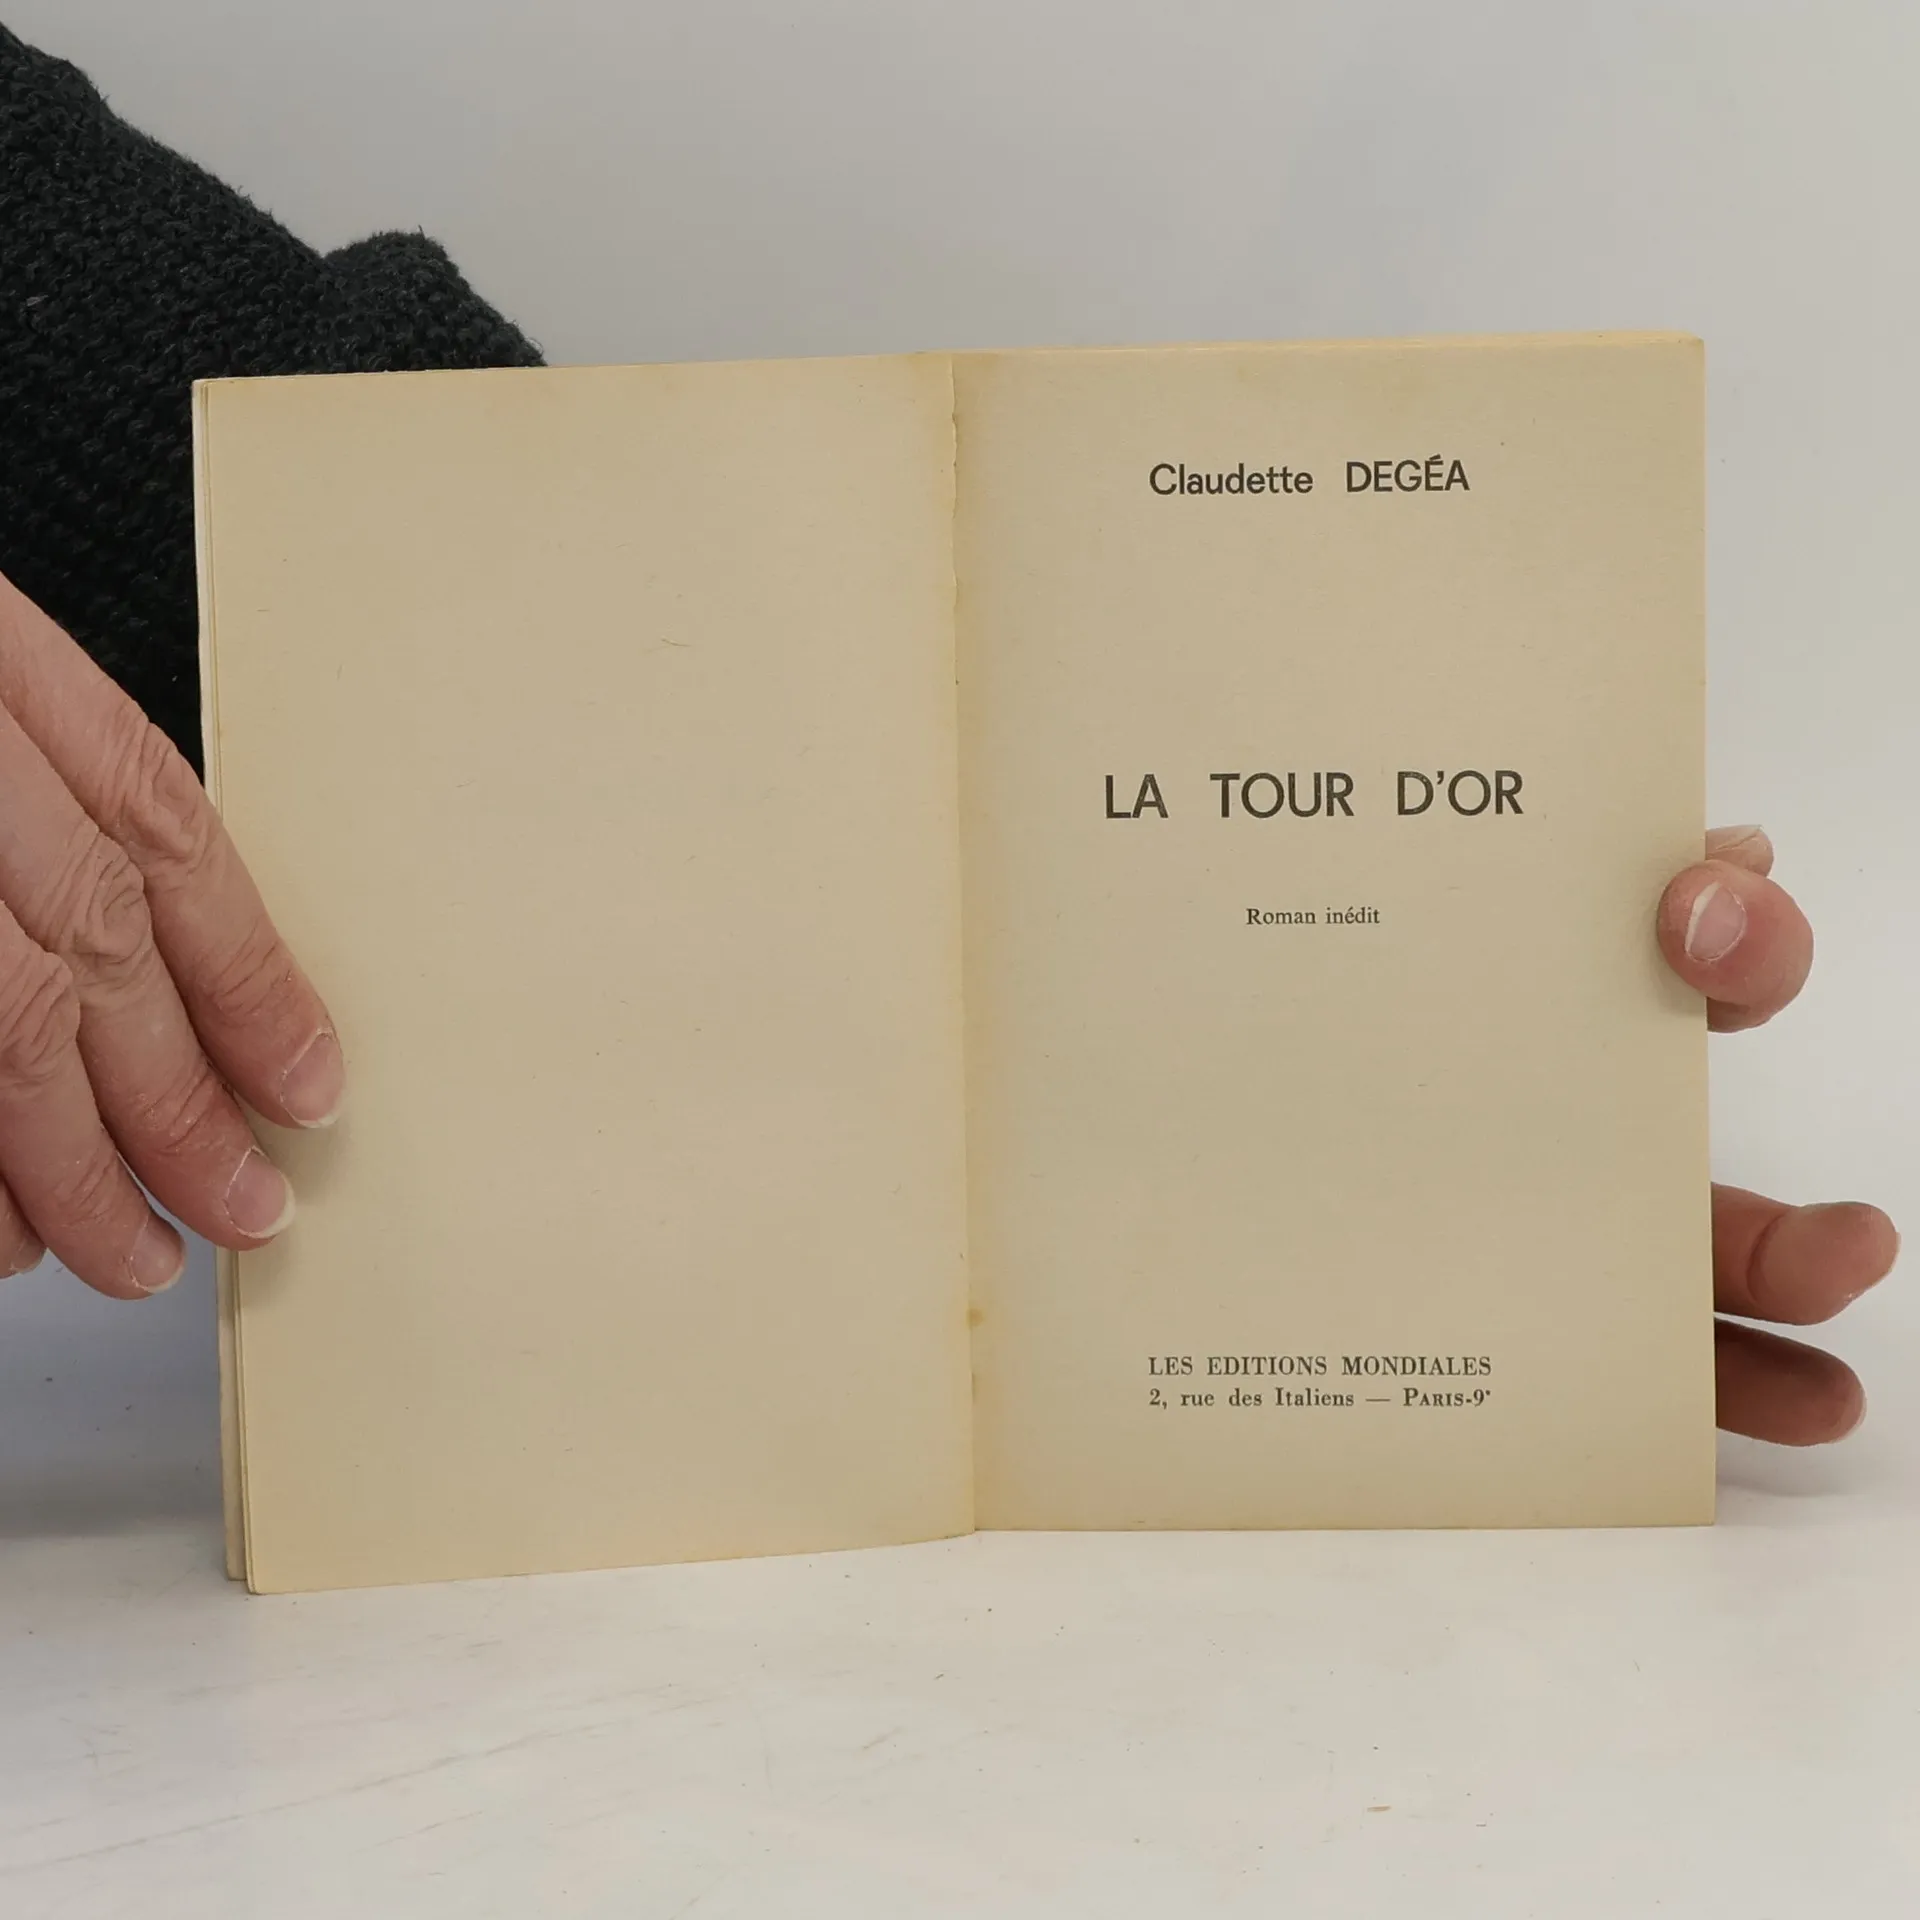 Claudette DEGÉA
LA TOUR D'OR
Roman inédit
LES EDITIONS MONDIALES
2, rue des Italiens — PARIS-9e